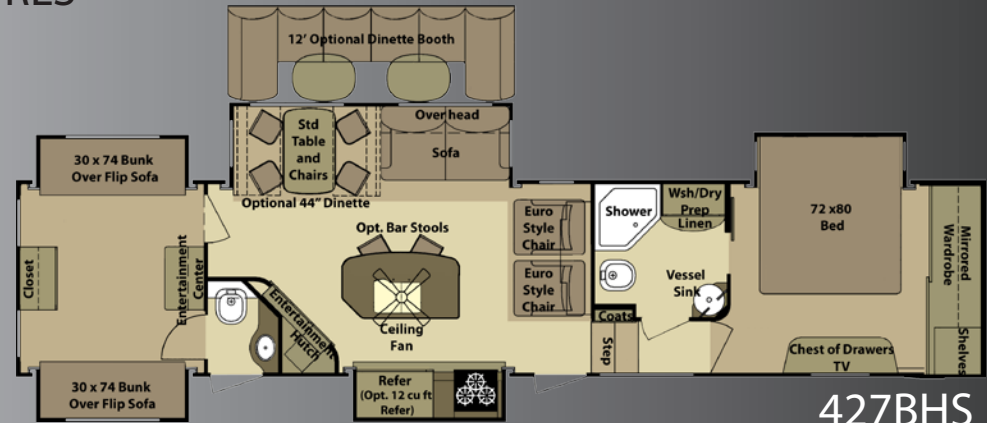 12' Optional Dinette Booth
Std
Table
and
Chairs
Overhead
Sofa
Optional 44" Dinette
30 x 74 Bunk
Over Flip Sofa
Closet
Entertainment
Center
Opt. Bar Stools
Euro
Style
Chair
Euro
Style
Chair
Ceiling
Fan
Entertainment
Hutch
30 x 74 Bunk
Over Flip Sofa
Refer
(Opt. 12 cu ft
Refer)
Shower
Wsh/Dry
Prep
Linen
Vessel
Sink
Coats
Step
72 x80
Bed
Mirrored
Wardrobe
Shelves
Chest of Drawers
TV
427BHS